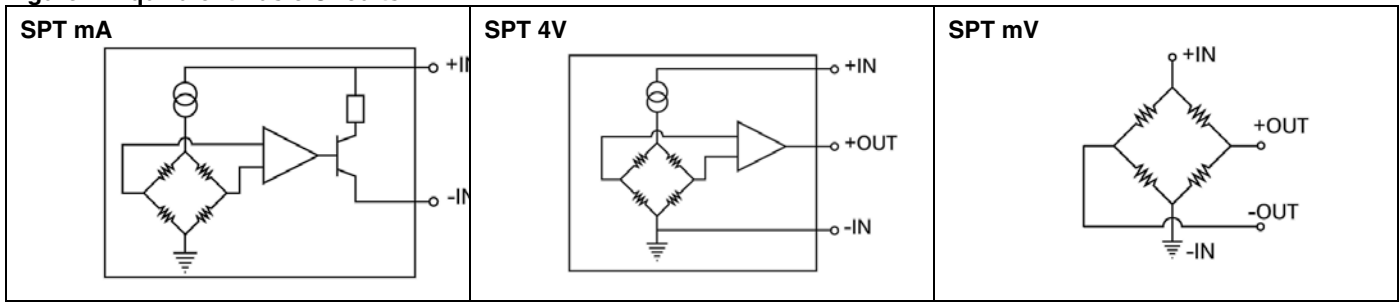 SPT mA
+IN
-IN
SPT 4V
+IN
+OUT
-IN
SPT mV
+IN
+OUT
-OUT
-IN